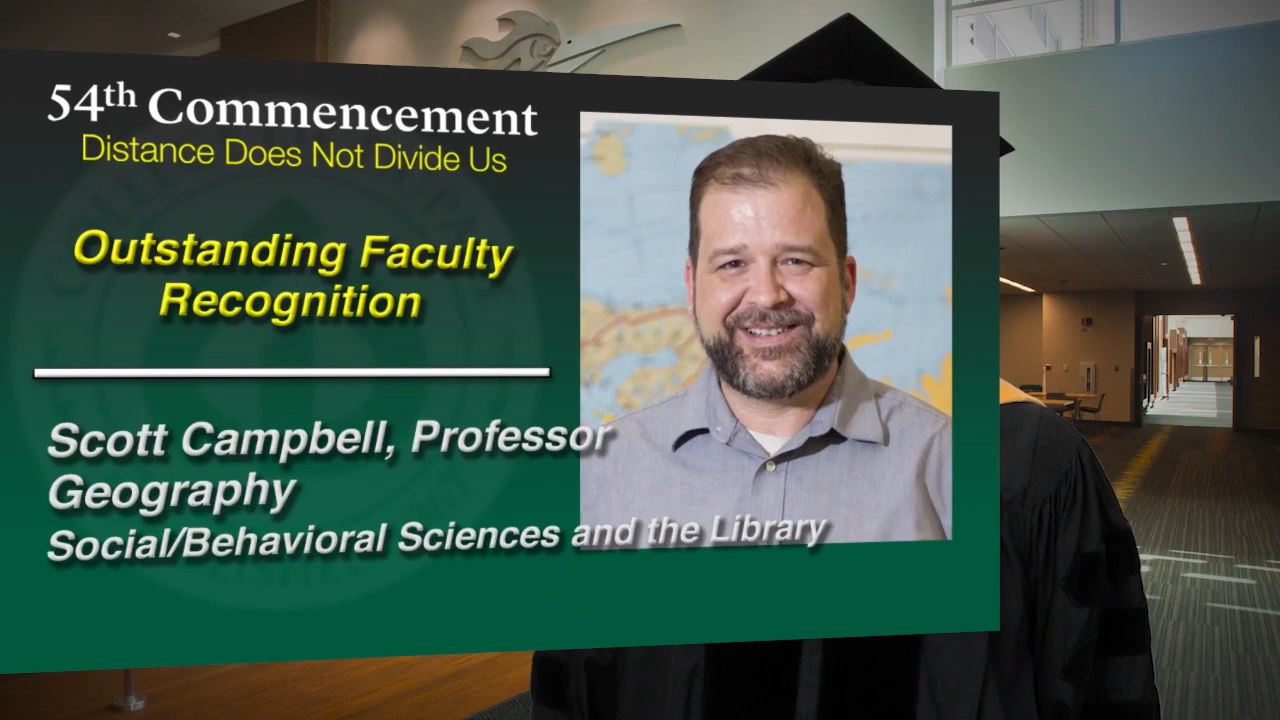 54th Commencement
Distance Does Not Divide Us
Outstanding Faculty
Recognition
Scott Campbell, Professor
Geography
Social/Behavioral Sciences and the Library